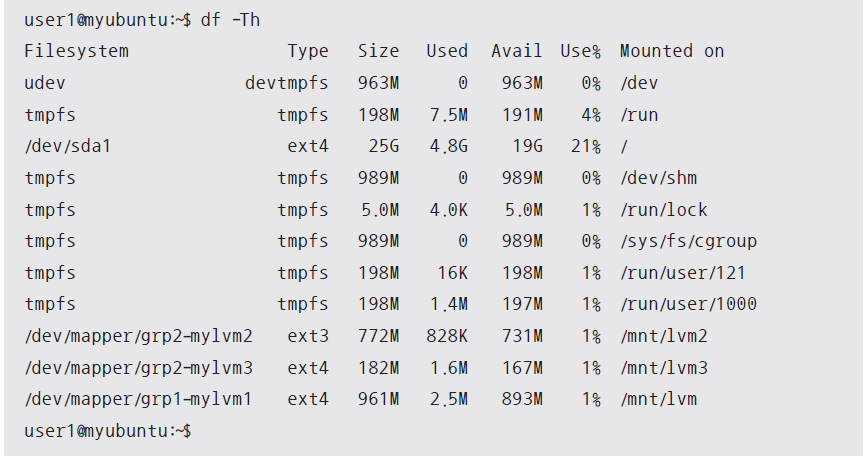 user1@myubuntu:~$ df -Th
Filesystem Type Size Used Avail Use% Mounted on
udev devtmpfs 963M 0 963M 0% /dev
tmpfs tmpfs 198M 7.5M 191M 4% /run
/dev/sda1 ext4 25G 4.8G 19G 21% /
tmpfs tmpfs 989M 0 989M 0% /dev/shm
tmpfs tmpfs 5.0M 4.0K 5.0M 1% /run/lock
tmpfs tmpfs 989M 0 989M 0% /sys/fs/cgroup
tmpfs tmpfs 198M 16K 198M 1% /run/user/121
tmpfs tmpfs 198M 1.4M 197M 1% /run/user/1000
/dev/mapper/grp2-mylvm2 ext3 772M 828K 731M 1% /mnt/lvm2
/dev/mapper/grp2-mylvm3 ext4 182M 1.6M 167M 1% /mnt/lvm3
/dev/mapper/grp1-mylvm1 ext4 961M 2.5M 893M 1% /mnt/lvm
user1@myubuntu:~$